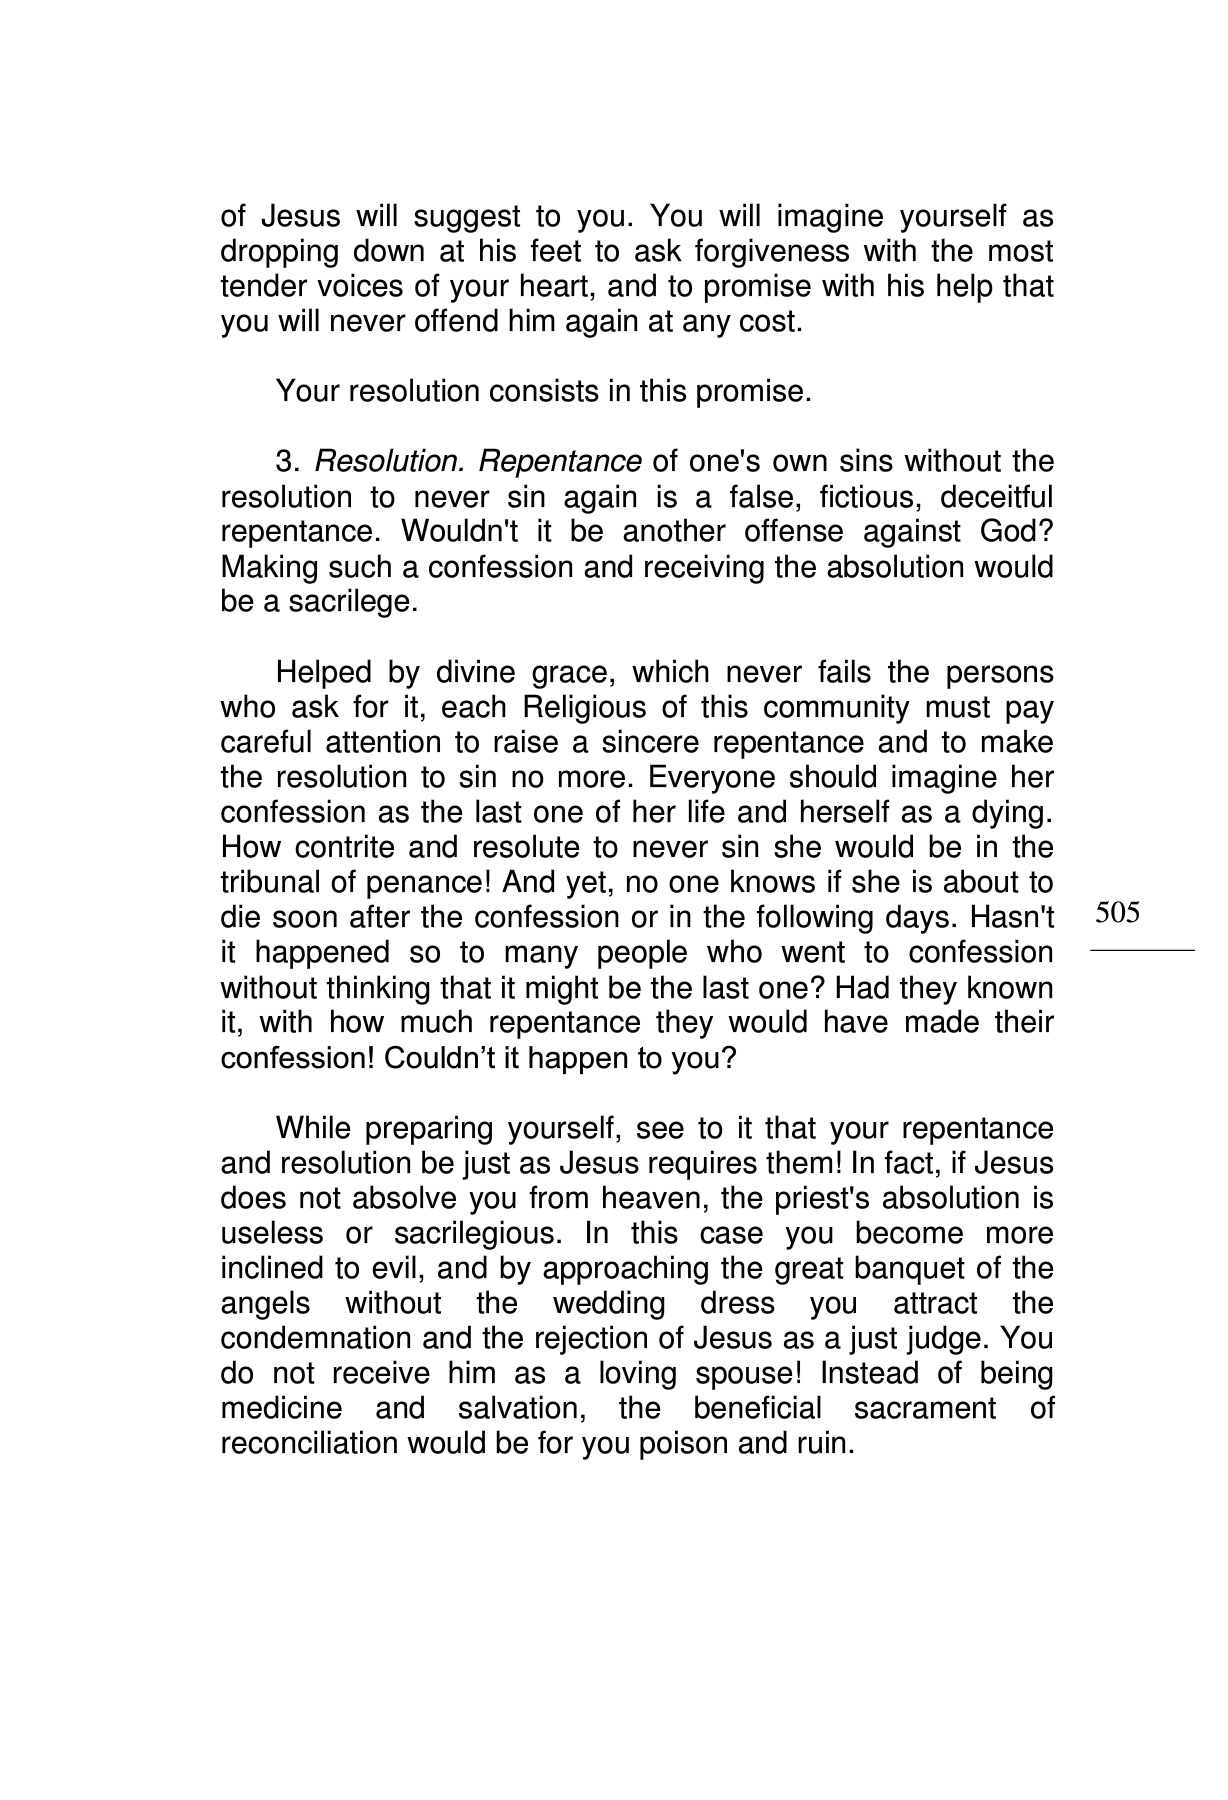 of Jesus will suggest to you. You will imagine yourself as
dropping down at his feet to ask forgiveness with the most
tender voices of your heart, and to promise with his help that
you will never offend him again at any cost.
Your resolution consists in this promise.
3. Resolution. Repentance of one's own sins without the
resolution to never sin again is a false, fictious, deceitful
repentance. Wouldn't it be another offense against God?
Making such a confession and receiving the absolution would
be a sacrilege.
Helped by divine grace, which never fails the persons
who ask for it, each Religious of this community must pay
careful attention to raise a sincere repentance and to make
the resolution to sin no more. Everyone should imagine her
confession as the last one of her life and herself as a dying.
How contrite and resolute to never sin she would be in the
tribunal of penance! And yet, no one knows if she is about to
die soon after the confession or in the following days. Hasn't
it happened so to many people who went to confession
without thinking that it might be the last one? Had they known
it, with how much repentance they would have made their
confession! Couldn’t it happen to you?
While preparing yourself, see to it that your repentance
and resolution be just as Jesus requires them! In fact, if Jesus
does not absolve you from heaven, the priest's absolution is
useless or sacrilegious. In this case you become more
inclined to evil, and by approaching the great banquet of the
angels without the wedding dress you attract the
condemnation and the rejection of Jesus as a just judge. You
do not receive him as a loving spouse! Instead of being
medicine and salvation, the beneficial sacrament of
reconciliation would be for you poison and ruin.
505